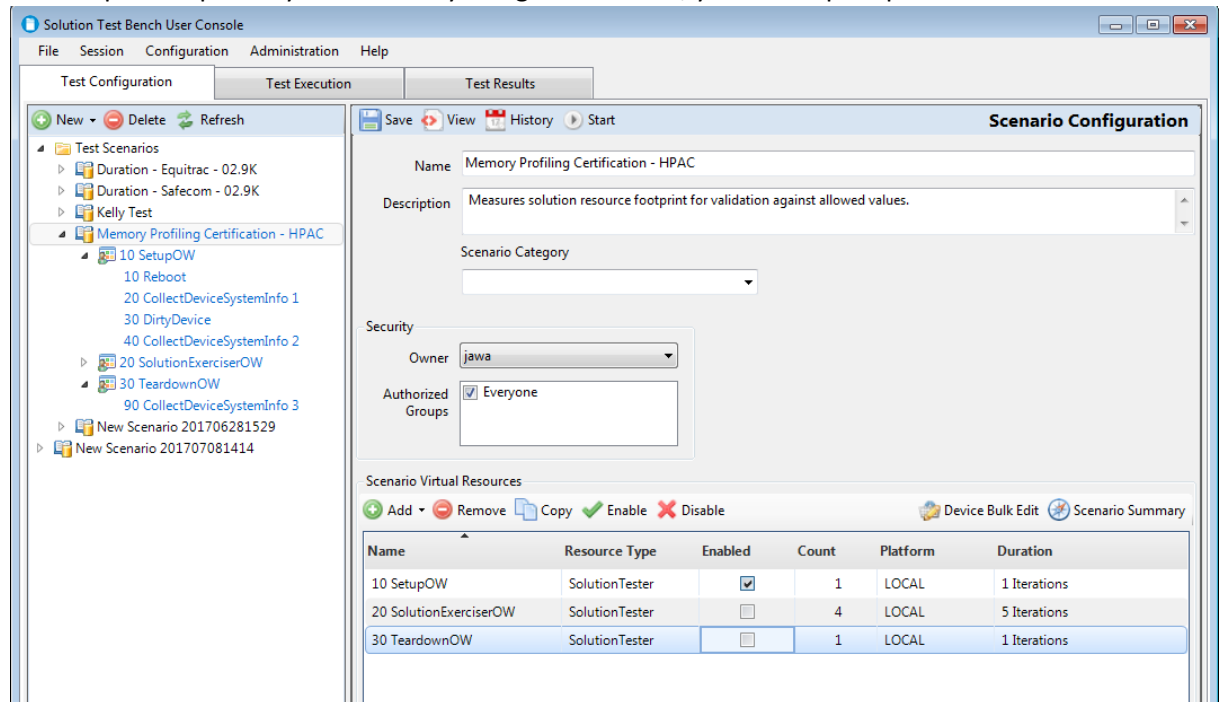 Solution Test Bench User Console
File Session Configuration Administration Help
Test Configuration Test Execution Test Results
New Delete Refresh
Save View History Start Scenario Configuration
Test Scenarios
Duration - Equitrac - 02.9K
Duration - Safecom - 02.9K
Kelly Test
Memory Profiling Certification - HPAC
10 SetupOW
10 Reboot
20 CollectDeviceSystemInfo 1
30 DirtyDevice
40 CollectDeviceSystemInfo 2
20 SolutionExerciserOW
30 TeardownOW
90 CollectDeviceSystemInfo 3
New Scenario 201706281529
New Scenario 201707081414
Name Memory Profiling Certification - HPAC
Description Measures solution resource footprint for validation against allowed values.
Scenario Category
Security
Owner jawa
Authorized Groups Everyone
Scenario Virtual Resources
Add Remove Copy Enable Disable Device Bulk Edit Scenario Summary
Name Resource Type Enabled Count Platform Duration
10 SetupOW SolutionTester 1 LOCAL 1 Iterations
20 SolutionExerciserOW SolutionTester 4 LOCAL 5 Iterations
30 TeardownOW SolutionTester 1 LOCAL 1 Iterations